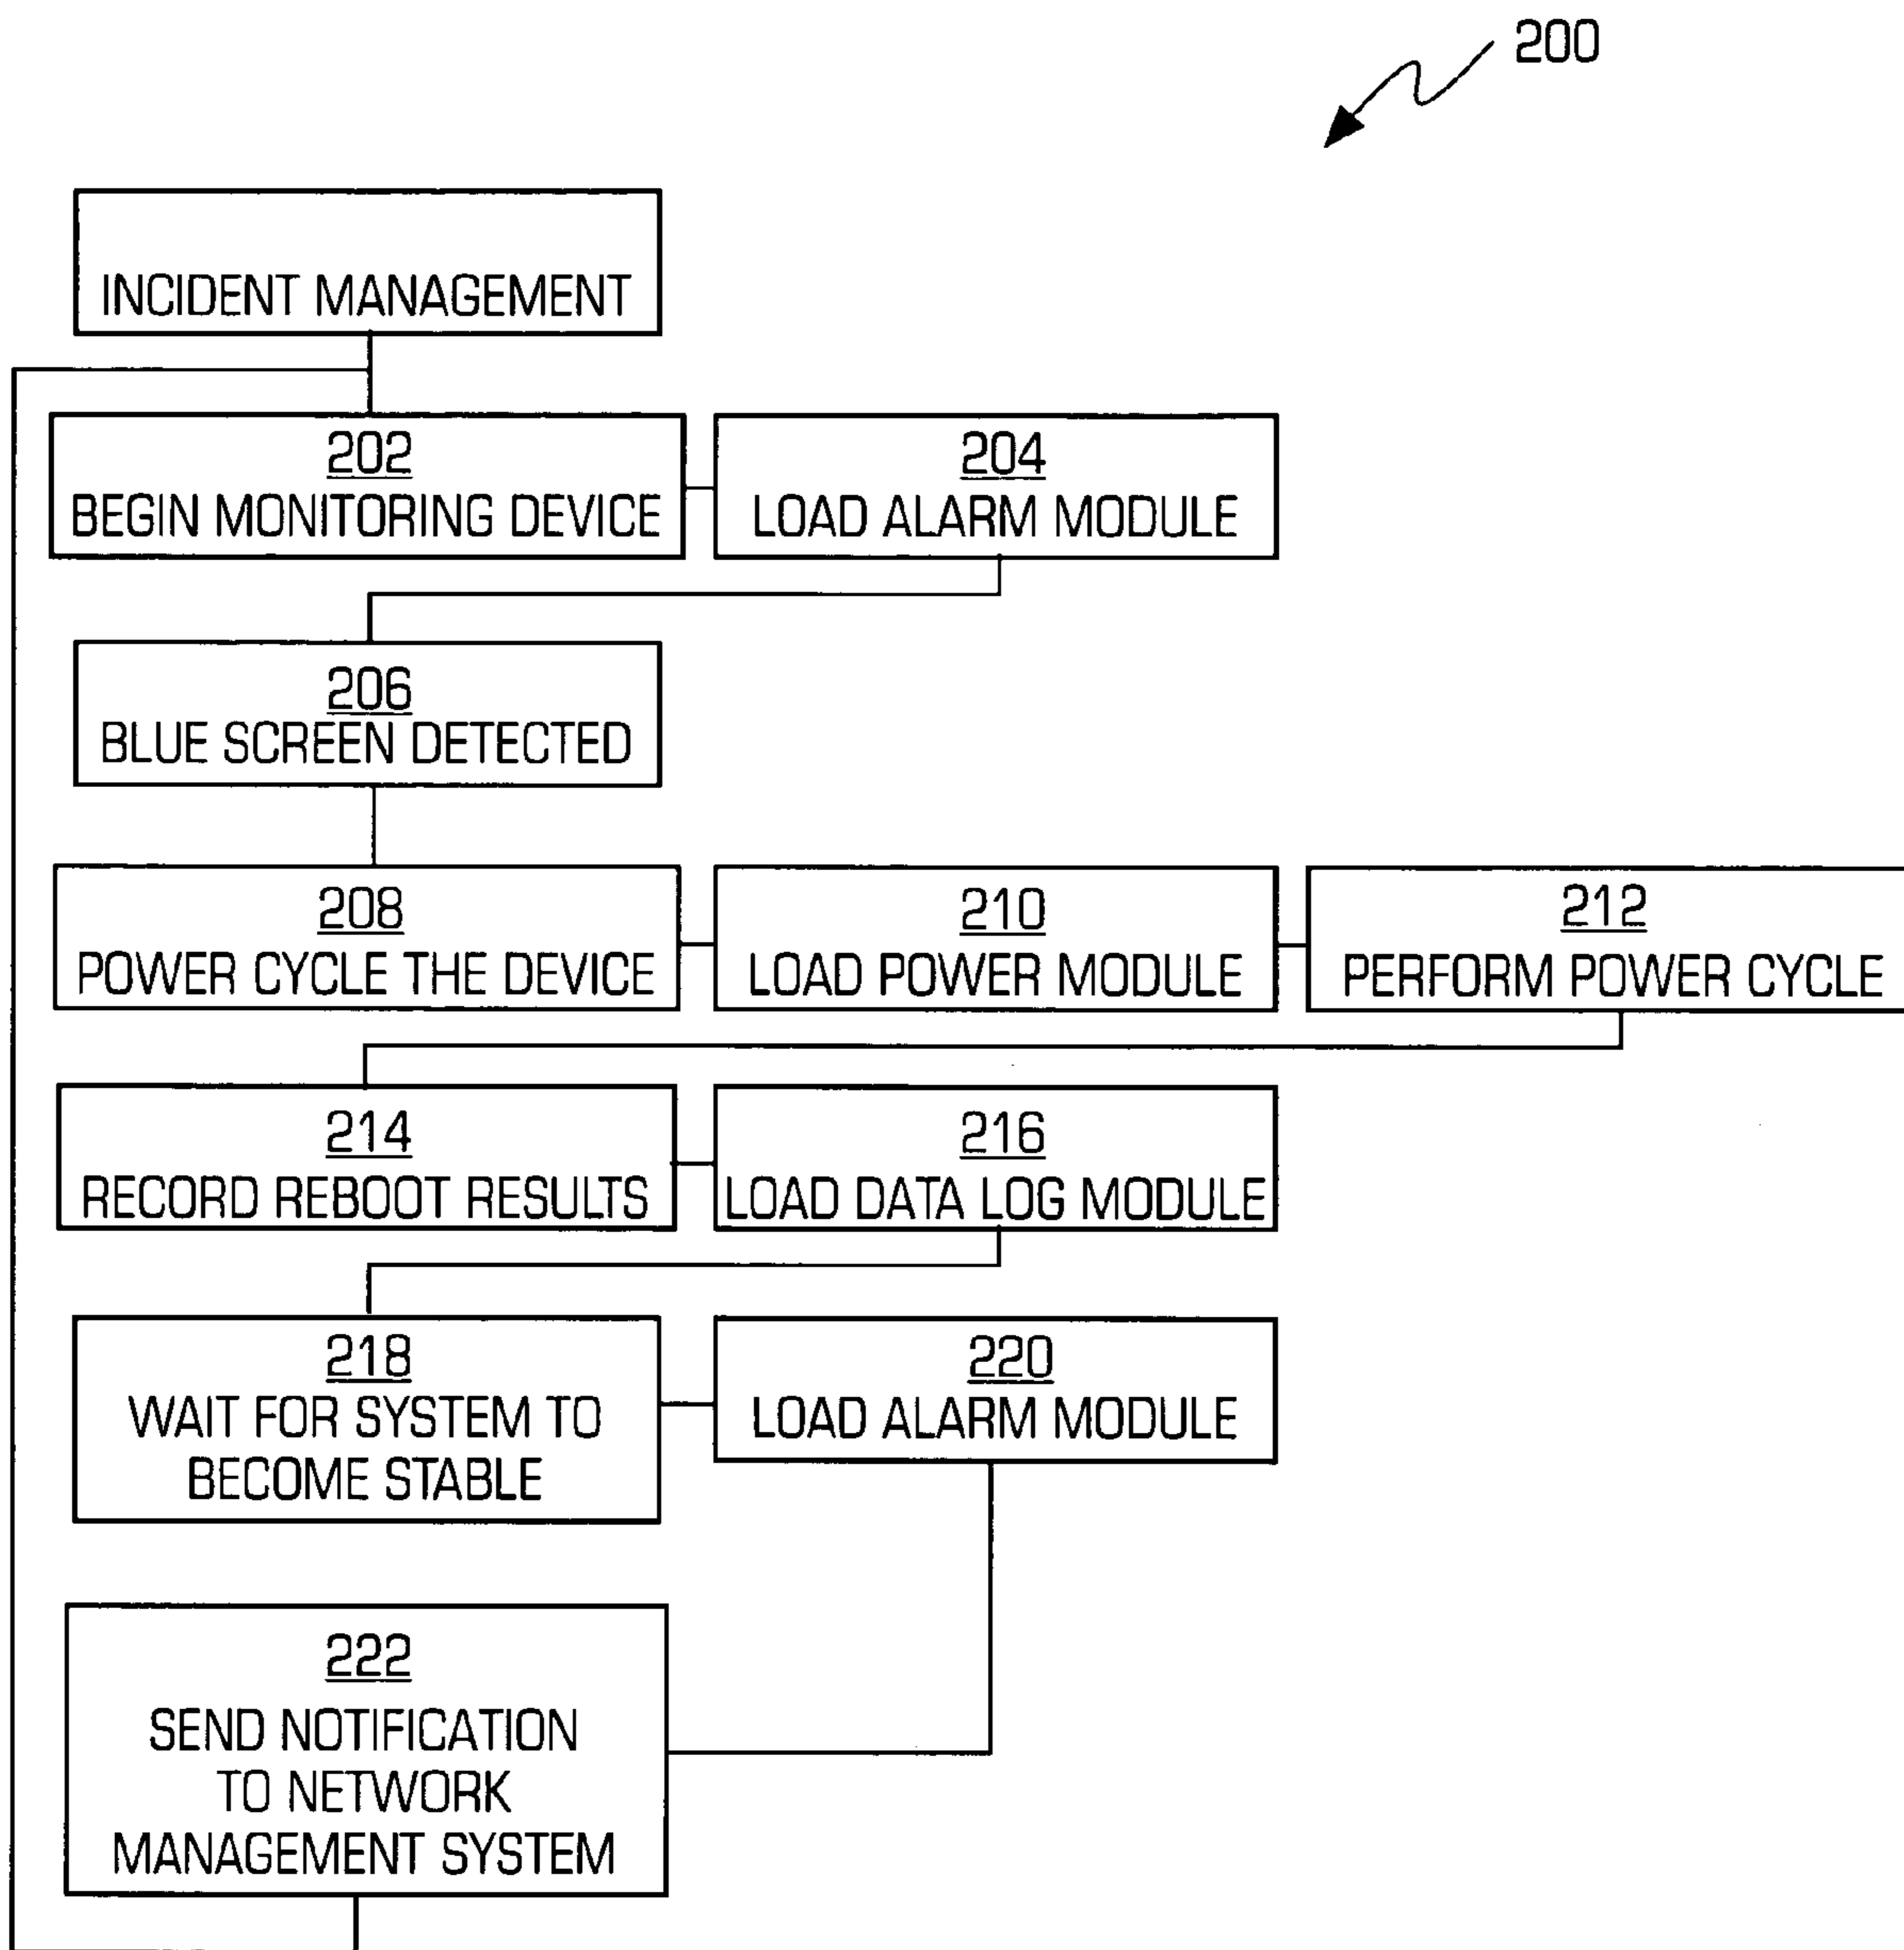 200
INCIDENT MANAGEMENT
202
BEGIN MONITORING DEVICE
204
LOAD ALARM MODULE
206
BLUE SCREEN DETECTED
208
POWER CYCLE THE DEVICE
210
LOAD POWER MODULE
212
PERFORM POWER CYCLE
214
RECORD REBOOT RESULTS
216
LOAD DATA LOG MODULE
218
WAIT FOR SYSTEM TO
BECOME STABLE
220
LOAD ALARM MODULE
222
SEND NOTIFICATION
TO NETWORK
MANAGEMENT SYSTEM